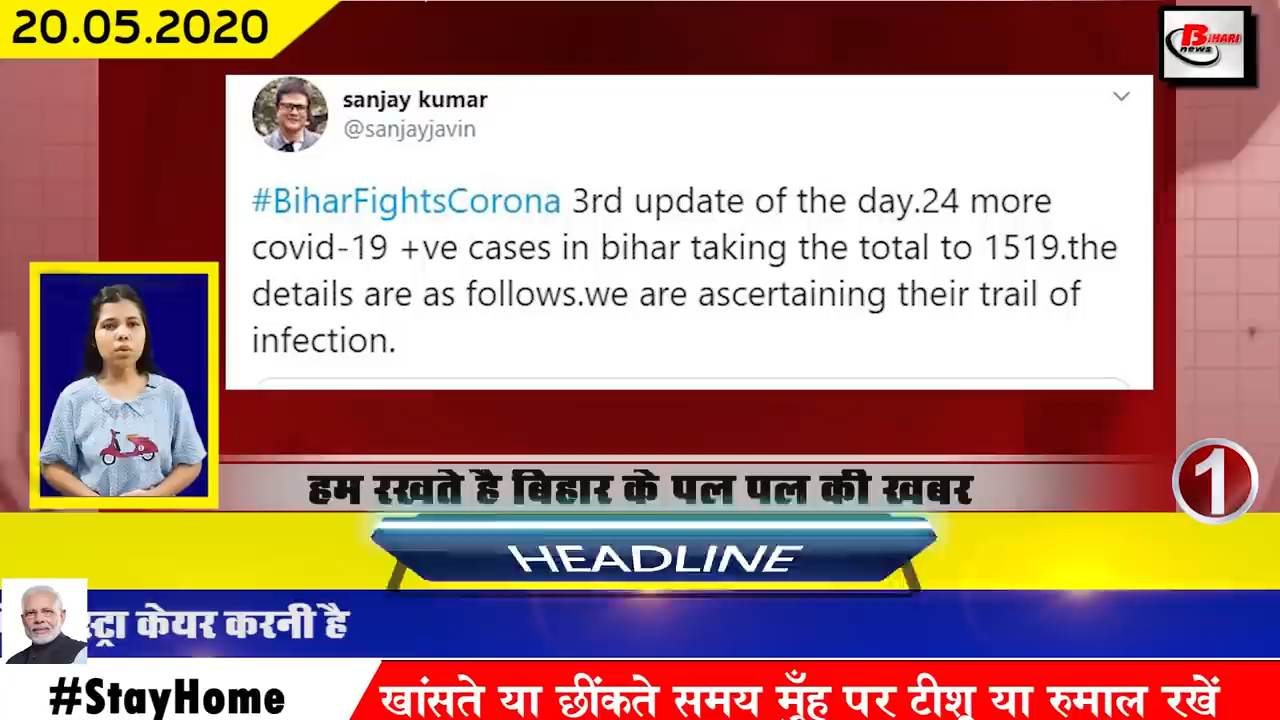 20.05.2020
BIHARI
news
sanjay kumar
@sanjayjavin
#BiharFightsCorona 3rd update of the day.24 more
covid-19 +ve cases in bihar taking the total to 1519.the
details are as follows.we are ascertaining their trail of
infection.
हम रखते है बिहार के पल पल की खबर
1
HEADLINE
स्ट्रा केयर करनी है
#StayHome
खांसते या छींकते समय मूँह पर टीशू या रुमाल रखें